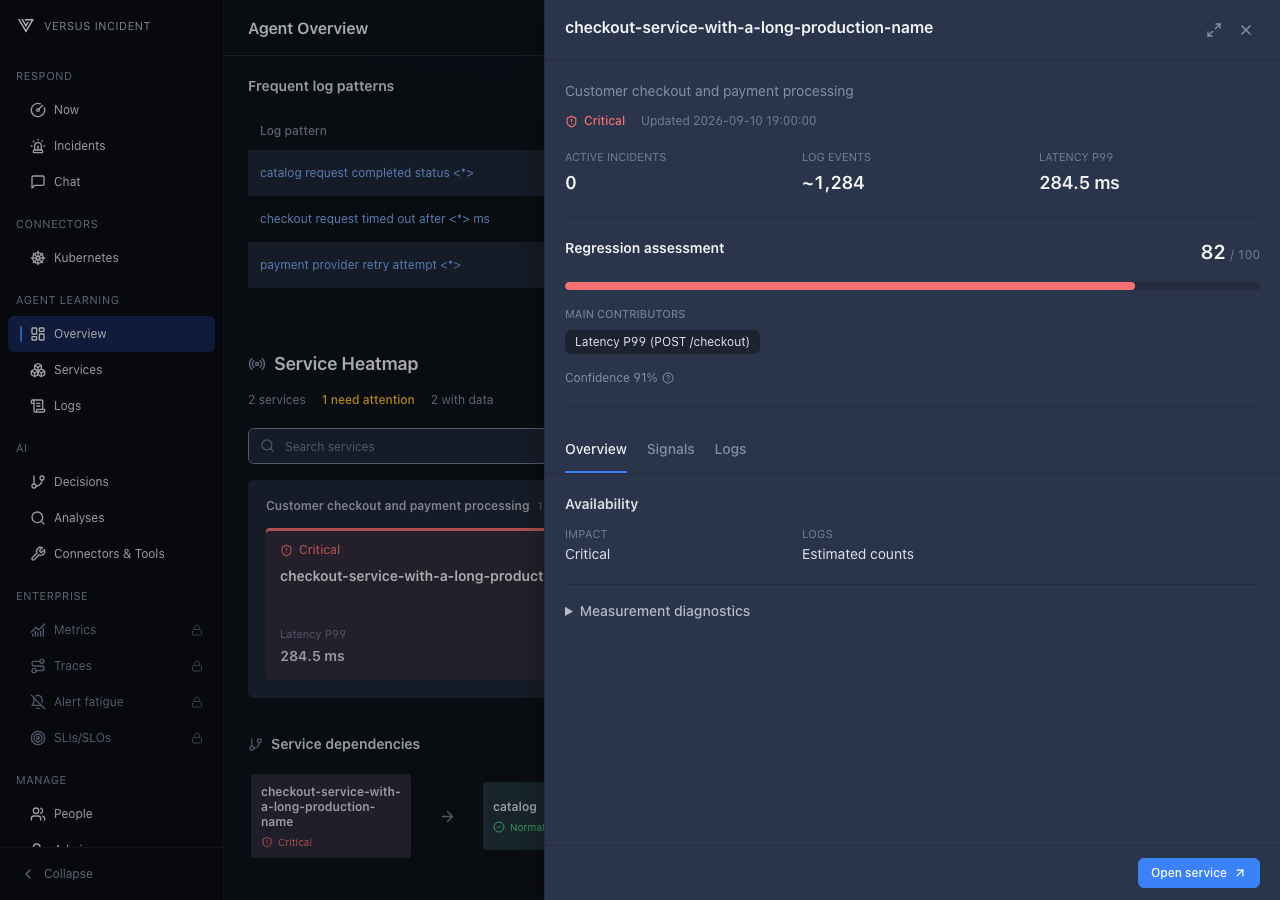 VERSUS INCIDENT
RESPOND
Now
Incidents
Chat
CONNECTORS
Kubernetes
AGENT LEARNING
Overview
Services
Logs
AI
Decisions
Analyses
Connectors & Tools
ENTERPRISE
Metrics
Traces
Alert fatigue
SLIs/SLOs
MANAGE
People
Collapse
Agent Overview
Frequent log patterns
Log pattern
catalog request completed status <*>
checkout request timed out after <*> ms
payment provider retry attempt <*>
Service Heatmap
2 services 1 need attention 2 with data
Search services
Customer checkout and payment processing 1
Critical
checkout-service-with-a-long-product
Latency P99
284.5 ms
Service dependencies
checkout-service-with-
a-long-production-
name
Critical
catalog
Normal
checkout-service-with-a-long-production-name
Customer checkout and payment processing
Critical Updated 2026-09-10 19:00:00
ACTIVE INCIDENTS LOG EVENTS LATENCY P99
0 ~1,284 284.5 ms
Regression assessment 82 / 100
MAIN CONTRIBUTORS
Latency P99 (POST /checkout)
Confidence 91%
Overview Signals Logs
Availability
IMPACT LOGS
Critical Estimated counts
Measurement diagnostics
Open service